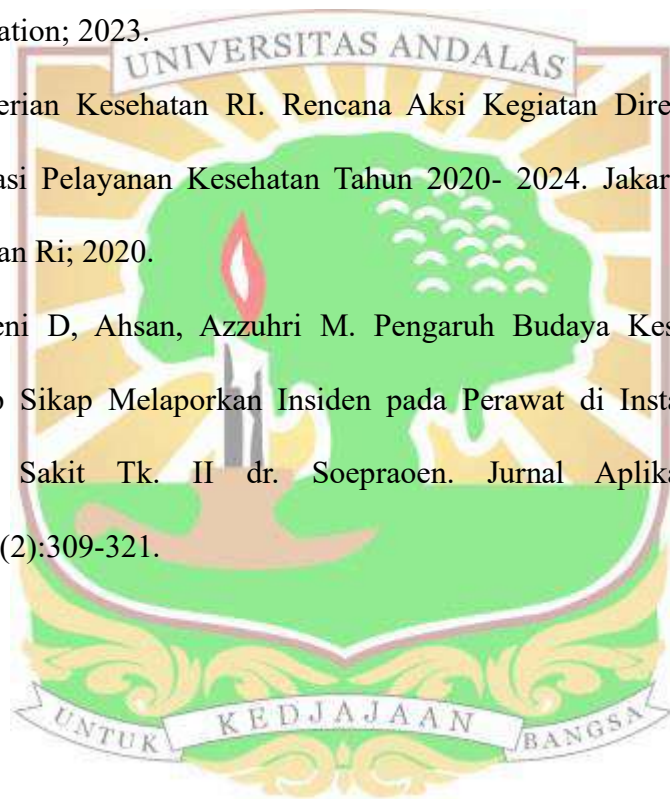 ation; 2023.
UNIVERSITAS ANDALAS
erian Kesehatan RI. Rencana Aksi Kegiatan Dire
asi Pelayanan Kesehatan Tahun 2020- 2024. Jakar
an Ri; 2020.
eni D, Ahsan, Azzuhri M. Pengaruh Budaya Kes
o Sikap Melaporkan Insiden pada Perawat di Insta
Sakit Tk. II dr. Soepraoen. Jurnal Aplika
(2):309-321.
UNTUK KEDJAJAAN BANGSA